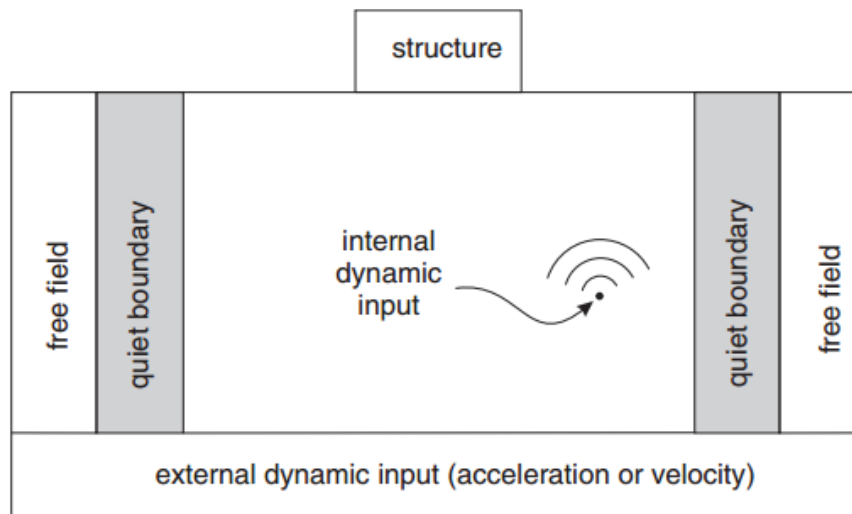 structure
free field
quiet boundary
internal
dynamic
input
quiet boundary
free field
external dynamic input (acceleration or velocity)